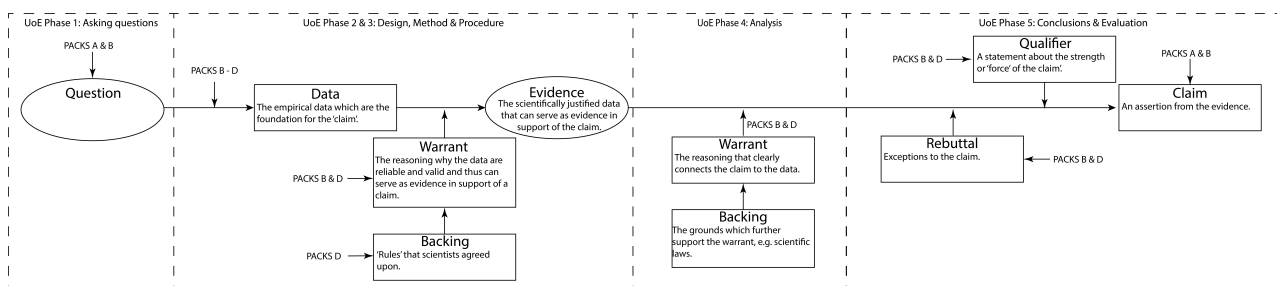 UoE Phase 1: Asking questions
PACKS A & B
Question
UoE Phase 2 & 3: Design, Method & Procedure
PACKS B - D
Data
The empirical data which are the
foundation for the 'claim'.
Evidence
The scientifically justified data
that can serve as evidence in
support of the claim.
Warrant
The reasoning why the data are
reliable and valid and thus can
serve as evidence in support of a
claim.
PACKS B & D
Backing
'Rules' that scientists agreed
upon.
PACKS D
UoE Phase 4: Analysis
PACKS B & D
Warrant
The reasoning that clearly
connects the claim to the data.
Backing
The grounds which further
support the warrant, e.g. scientific
laws.
UoE Phase 5: Conclusions & Evaluation
PACKS B & D
Qualifier
A statement about the strength
or 'force' of the claim'.
PACKS A & B
Claim
An assertion from the evidence.
Rebuttal
Exceptions to the claim.
PACKS B & D